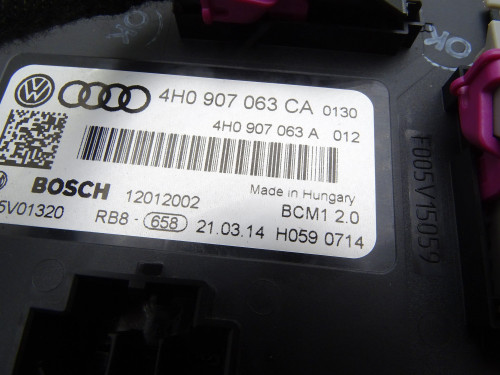 4H0 907 063 CA 0130
4H0 907 063 A 012
BOSCH 12012002 Made in Hungary
5V01320 RB8 - 658 21.03.14 BCM1 2.0
H059 0714
F005V15059
OK
OK